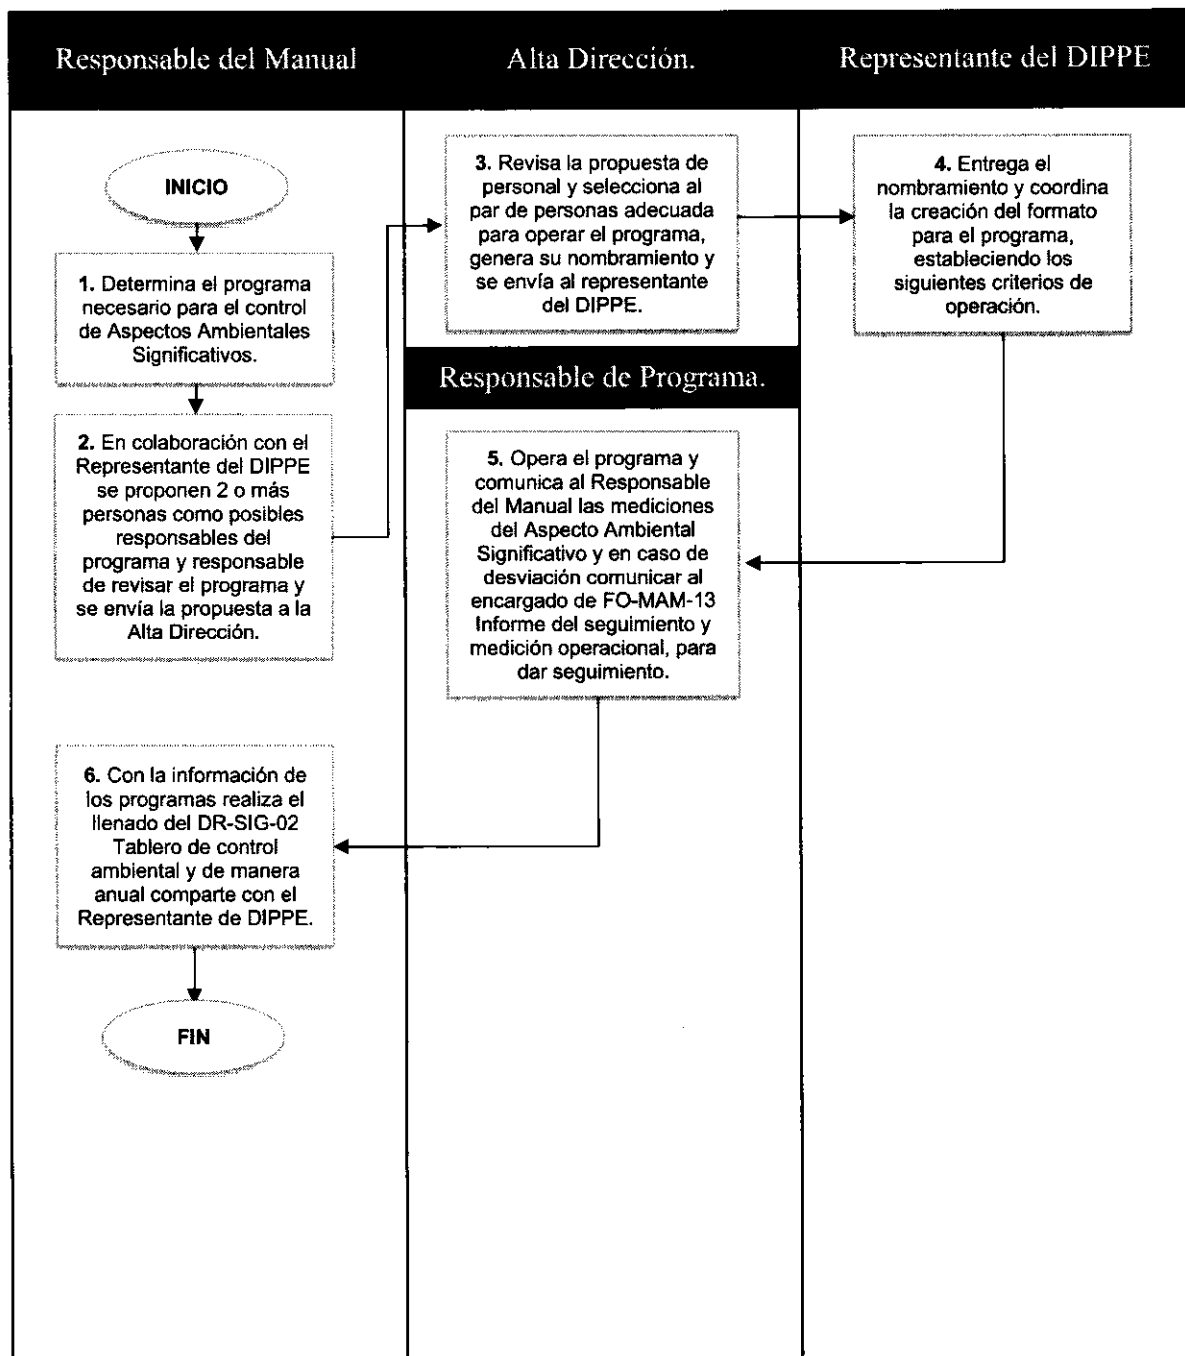 Responsable del Manual
Alta Dirección.
Representante del DIPPE
INICIO
1. Determina el programa
necesario para el control
de Aspectos Ambientales
Significativos.
2. En colaboración con el
Representante del DIPPE
se proponen 2 o más
personas como posibles
responsables del
programa y responsable
de revisar el programa y
se envía la propuesta a la
Alta Dirección.
3. Revisa la propuesta de
personal y selecciona al
par de personas adecuada
para operar el programa,
genera su nombramiento y
se envía al representante
del DIPPE.
4. Entrega el
nombramiento y coordina
la creación del formato
para el programa,
estableciendo los
siguientes criterios de
operación.
Responsable de Programa.
5. Opera el programa y
comunica al Responsable
del Manual las mediciones
del Aspecto Ambiental
Significativo y en caso de
desviación comunicar al
encargado de FO-MAM-13
Informe del seguimiento y
medición operacional, para
dar seguimiento.
6. Con la información de
los programas realiza el
llenado del DR-SIG-02
Tablero de control
ambiental y de manera
anual comparte con el
Representante de DIPPE.
FIN